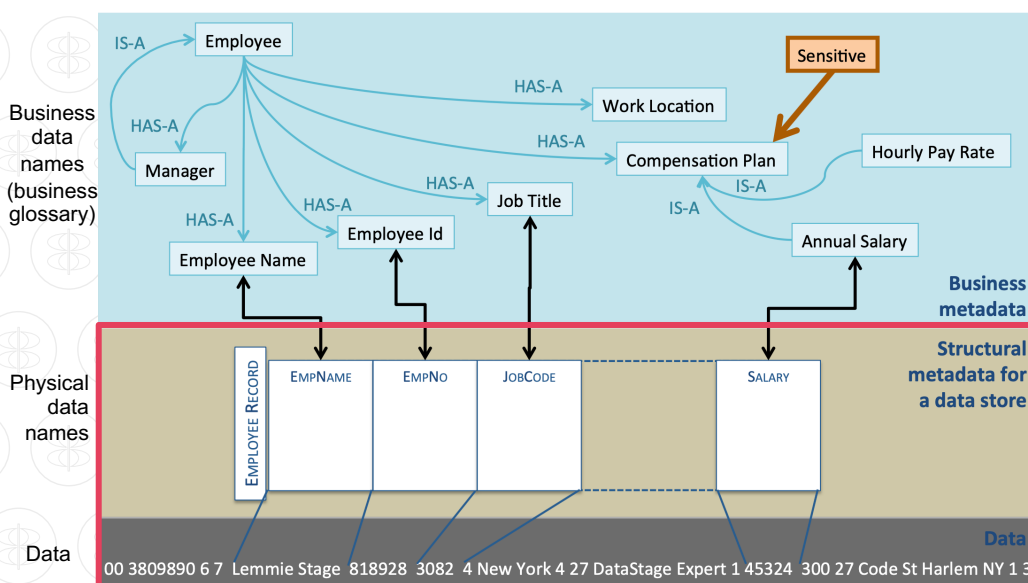 IS-A
Employee
Sensitive
HAS-A
Work Location
Business
data
names
(business
glossary)
HAS-A
HAS-A
Compensation Plan
Hourly Pay Rate
Manager
HAS-A
IS-A
Job Title
IS-A
HAS-A
HAS-A
Employee Id
Annual Salary
Employee Name
Business
metadata
Structural
metadata for
a data store
Physical
data
names
EMPLOYEE RECORD
EMPNAME
EMPNO
JOBCODE
SALARY
Data
Data
00 3809890 6 7 Lemmie Stage 818928 3082 4 New York 4 27 DataStage Expert 1 45324 300 27 Code St Harlem NY 1 3